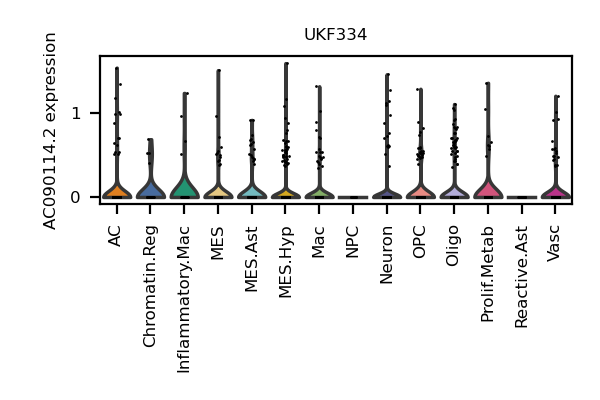 UKF334
AC090114.2 expression
1
0
AC
Chromatin.Reg
Inflammatory.Mac
MES
MES.Ast
MES.Hyp
Mac
NPC
Neuron
OPC
Oligo
Prolif.Metab
Reactive.Ast
Vasc